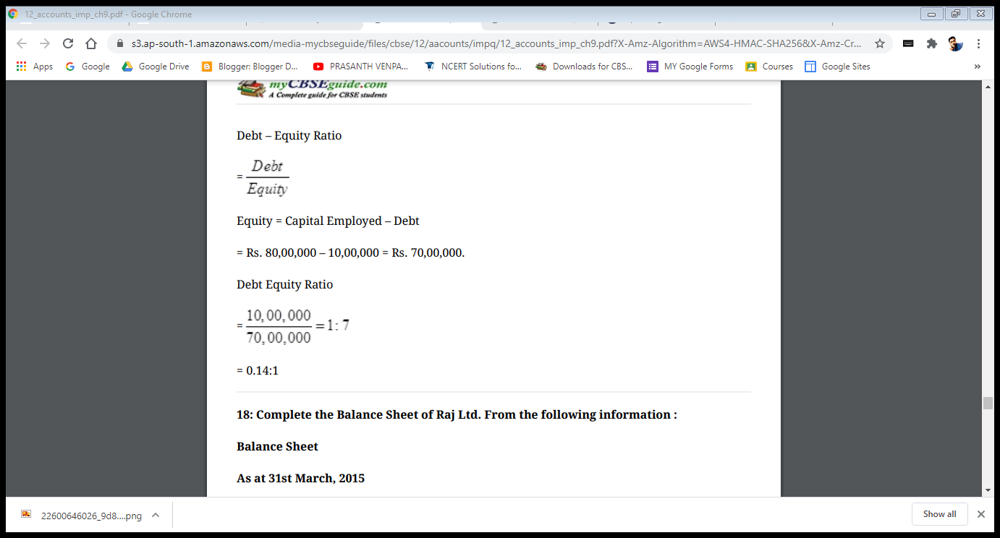 12_accounts_imp_ch9.pdf - Google Chrome
s3.ap-south-1.amazonaws.com/media-mycbseguide/files/cbse/12/aacounts/impq/12_accounts_imp_ch9.pdf?X-Amz-Algorithm=AWS4-HMAC-SHA256&X-Amz-Cr...
Apps Google Google Drive Blogger: Blogger D... PRASANTH VENPA... NCERT Solutions fo... Downloads for CBS... MY Google Forms Courses Google Sites »
myCBSEguide.com
A Complete guide for CBSE students
Debt – Equity Ratio
= Debt
Equity
Equity = Capital Employed – Debt
= Rs. 80,00,000 – 10,00,000 = Rs. 70,00,000.
Debt Equity Ratio
= 10,00,000
70,00,000 = 1:7
= 0.14:1
18: Complete the Balance Sheet of Raj Ltd. From the following information :
Balance Sheet
As at 31st March, 2015
22600646026_9d8....png
Show all